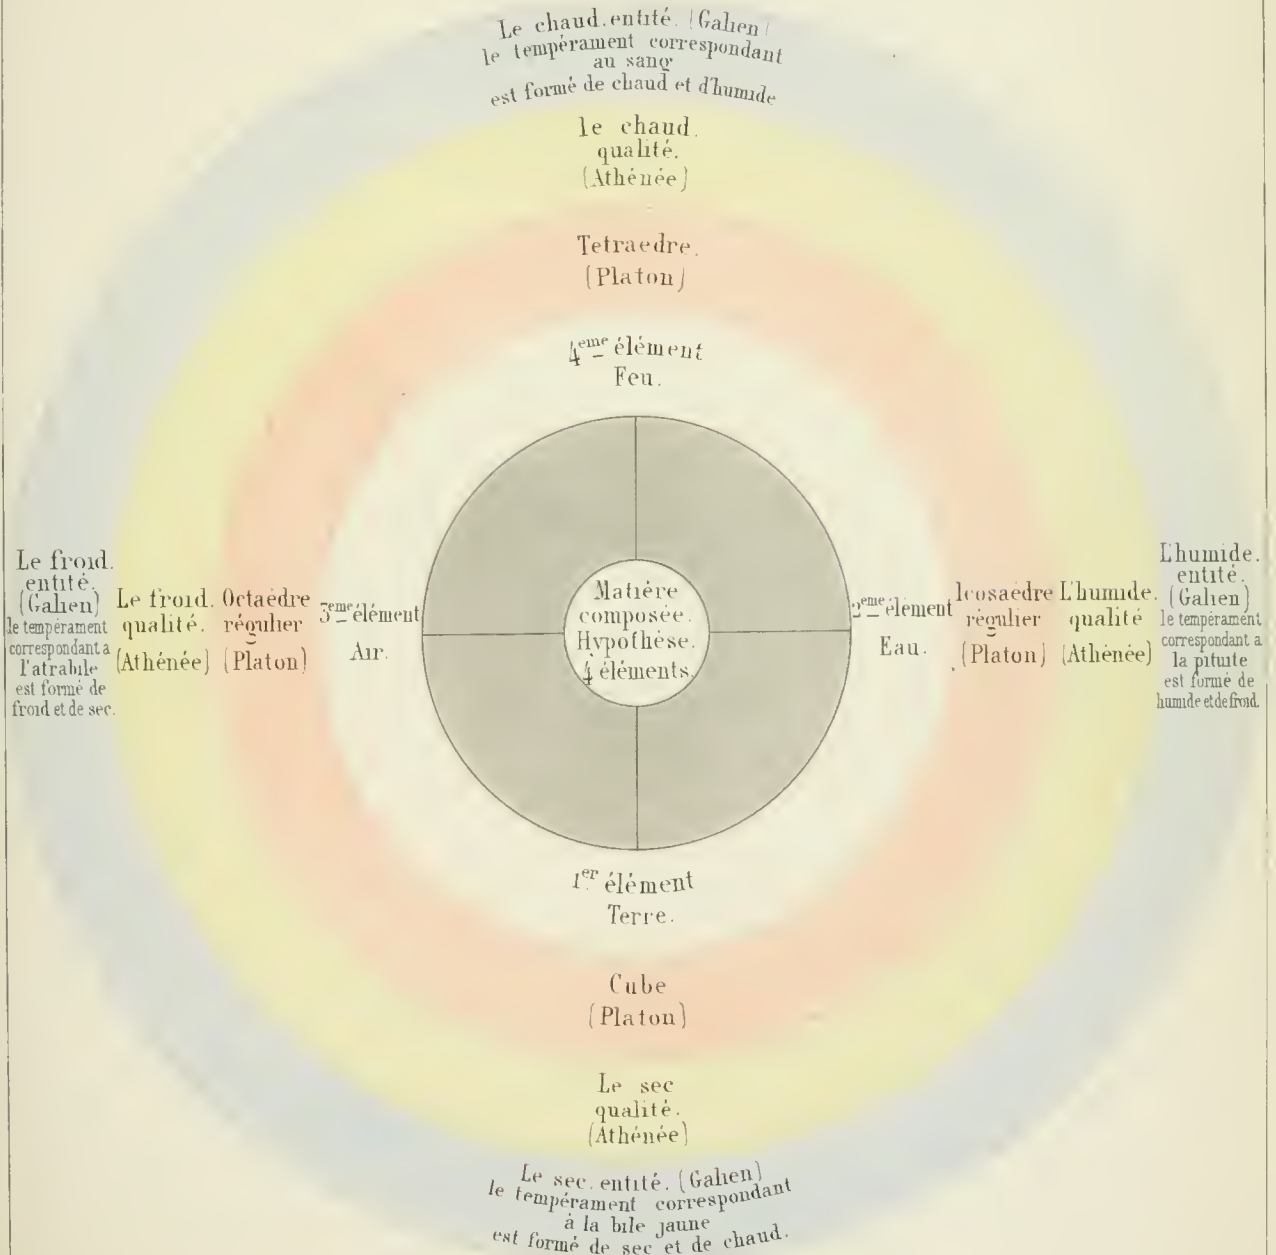 Le chaud. entité. (Galien)
le tempérament correspondant
au sang
est formé de chaud et d'humide
le chaud.
qualité.
(Athénée)
Tetraedre.
(Platon)
4eme élément
Feu.
Le froid.
entité.
(Galien)
le tempérament
correspondant a
l'atrabile
est formé de
froid et de sec.
Le froid.
qualité.
(Athénée)
Octaèdre
régulier
(Platon)
3eme élément
Air.
Matière
composée.
Hypothèse.
4 éléments.
2eme élément
Eau.
Icosaèdre
régulier
(Platon)
L'humide.
qualité
(Athénée)
L'humide.
entité.
(Galien)
le tempérament
correspondant a
la pituite
est formé de
humide et de froid.
1er élément
Terre.
Cube
(Platon)
Le sec
qualité.
(Athénée)
Le sec. entité. (Galien)
le tempérament correspondant
à la bile jaune
est formé de sec et de chaud.